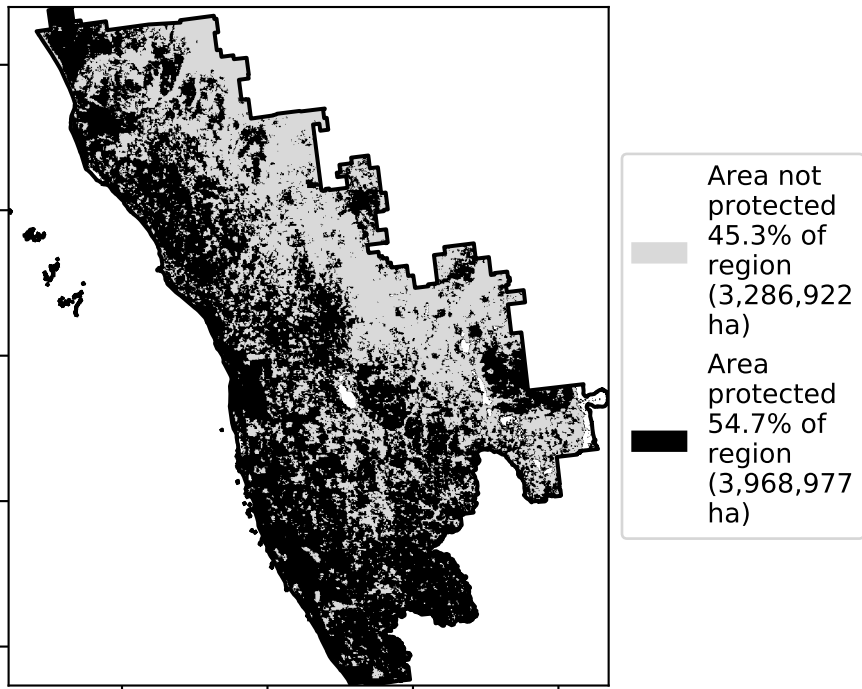 Area not
protected
45.3% of
region
(3,286,922
ha)
Area
protected
54.7% of
region
(3,968,977
ha)